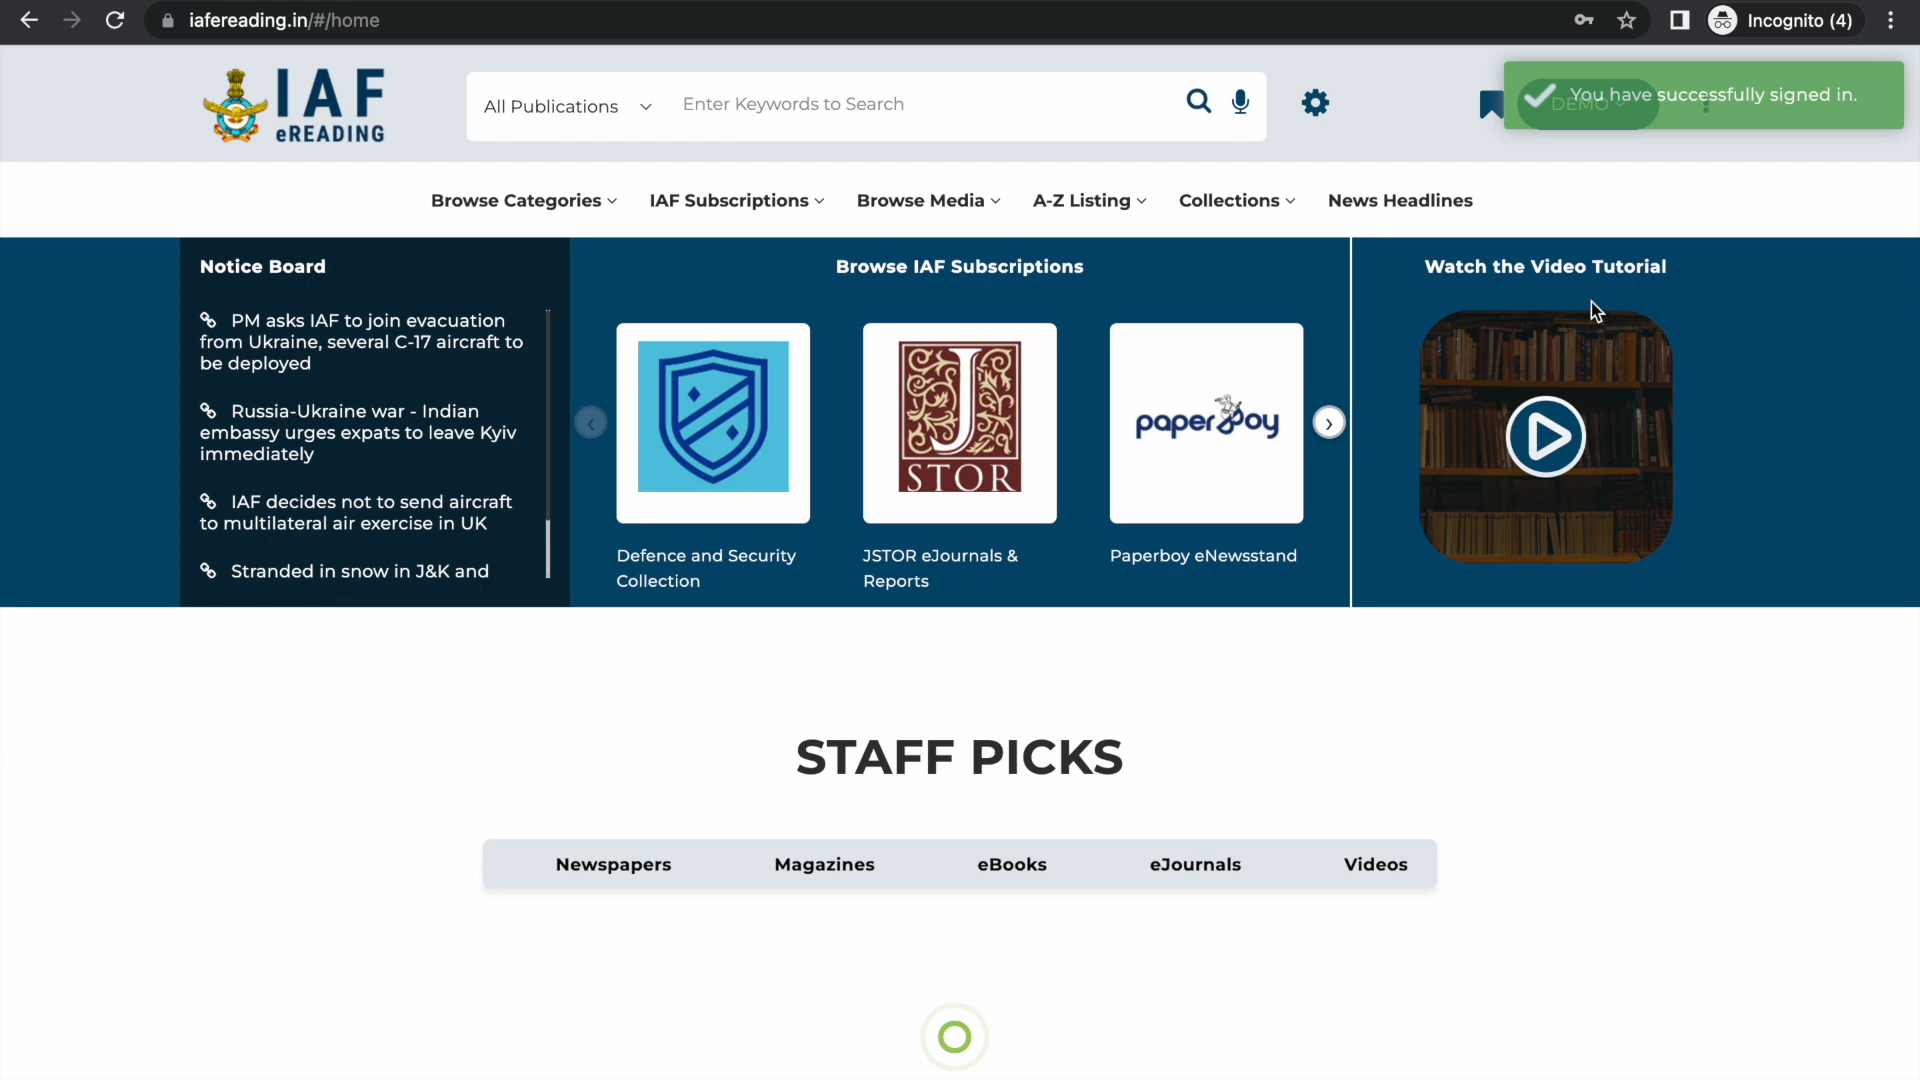 iafereading.in/#/home
Incognito (4)
IAF
eREADING
All Publications
Enter Keywords to Search
DEMO
You have successfully signed in.
Browse Categories
IAF Subscriptions
Browse Media
A-Z Listing
Collections
News Headlines
Notice Board
PM asks IAF to join evacuation
from Ukraine, several C-17 aircraft to
be deployed
Russia-Ukraine war - Indian
embassy urges expats to leave Kyiv
immediately
IAF decides not to send aircraft
to multilateral air exercise in UK
Stranded in snow in J&K and
Browse IAF Subscriptions
J
STOR
paperboy
Defence and Security
Collection
JSTOR eJournals &
Reports
Paperboy eNewsstand
Watch the Video Tutorial
STAFF PICKS
Newspapers
Magazines
eBooks
eJournals
Videos